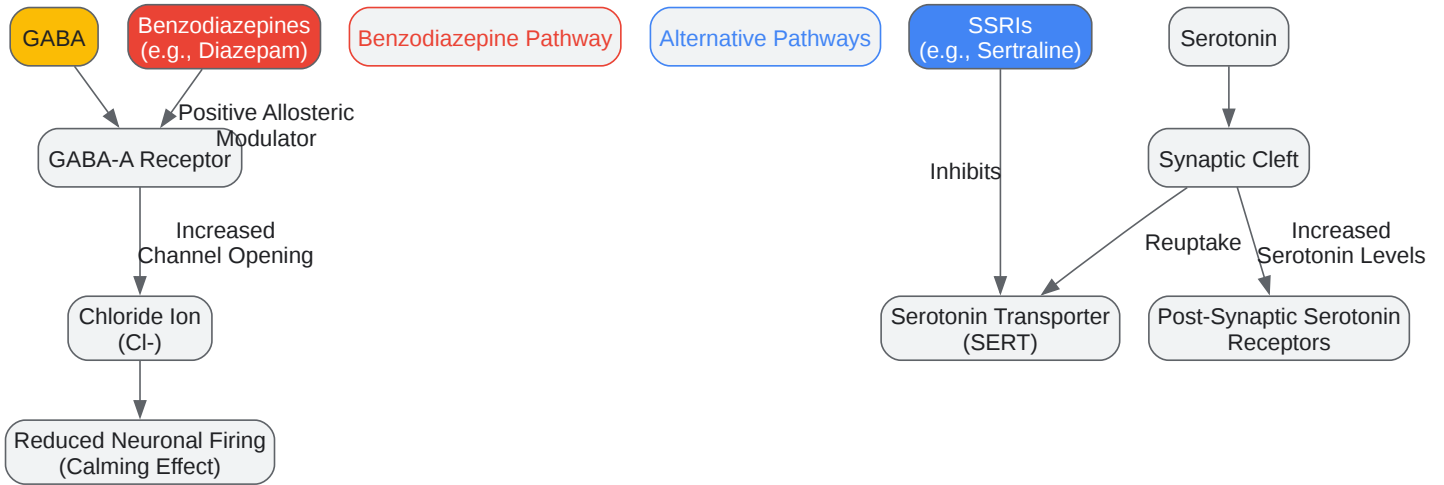 GABA
Benzodiazepines
(e.g., Diazepam)
Benzodiazepine Pathway
Alternative Pathways
SSRIs
(e.g., Sertraline)
Serotonin
Positive Allosteric
Modulator
GABA-A Receptor
Inhibits
Synaptic Cleft
Increased
Channel Opening
Reuptake
Increased
Serotonin Levels
Chloride Ion
(Cl-)
Serotonin Transporter
(SERT)
Post-Synaptic Serotonin
Receptors
Reduced Neuronal Firing
(Calming Effect)